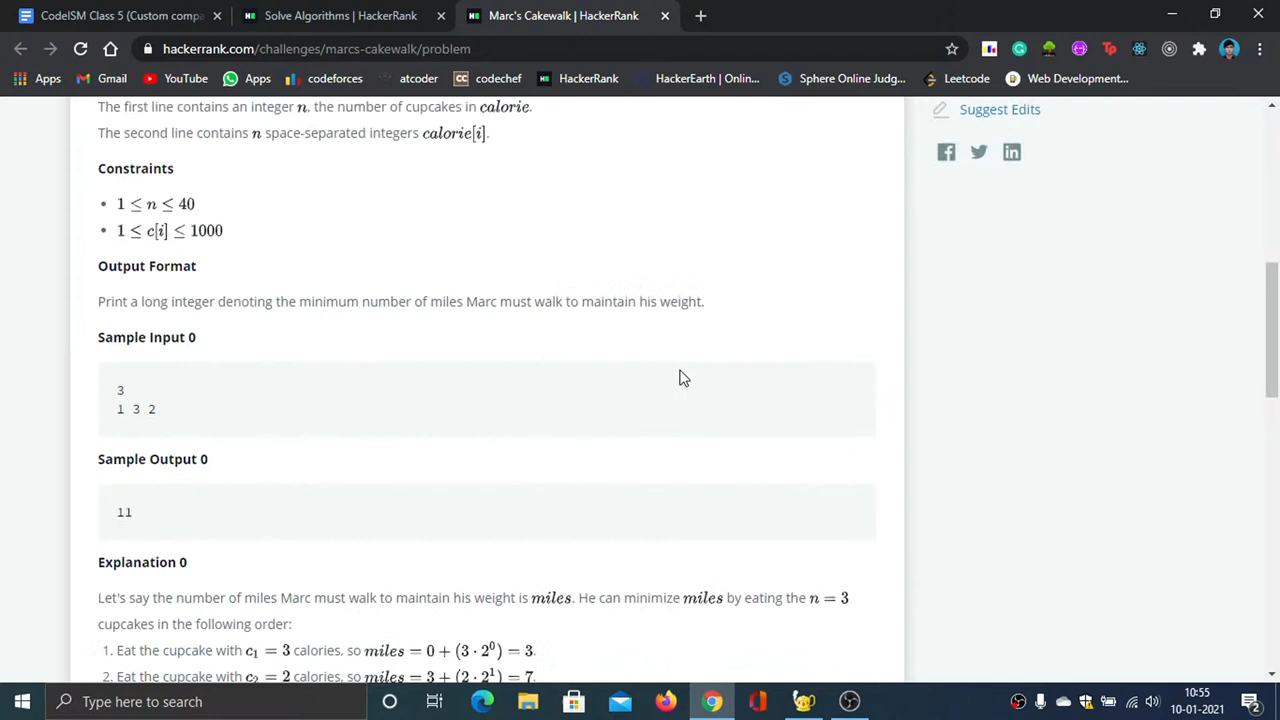 CodeISM Class 5 (Custom compa
Solve Algorithms | HackerRank
Marc's Cakewalk | HackerRank
hackerrank.com/challenges/marcs-cakewalk/problem
Apps
Gmail
YouTube
Apps
codeforces
atcoder
codechef
HackerRank
HackerEarth | Onlin...
Sphere Online Judg...
Leetcode
Web Development...
The first line contains an integer n, the number of cupcakes in calorie.
The second line contains n space-separated integers calorie[i].
Suggest Edits
Constraints
• 1 ≤ n ≤ 40
• 1 ≤ c[i] ≤ 1000
Output Format
Print a long integer denoting the minimum number of miles Marc must walk to maintain his weight.
Sample Input 0
3
1 3 2
Sample Output 0
11
Explanation 0
Let's say the number of miles Marc must walk to maintain his weight is miles. He can minimize miles by eating the n = 3
cupcakes in the following order:
1. Eat the cupcake with c₁ = 3 calories, so miles = 0 + (3 · 2⁰) = 3.
2. Eat the cupcake with c₂ = 2 calories, so miles = 3 + (2 · 2¹) = 7.
Type here to search
10:55
10-01-2021
2